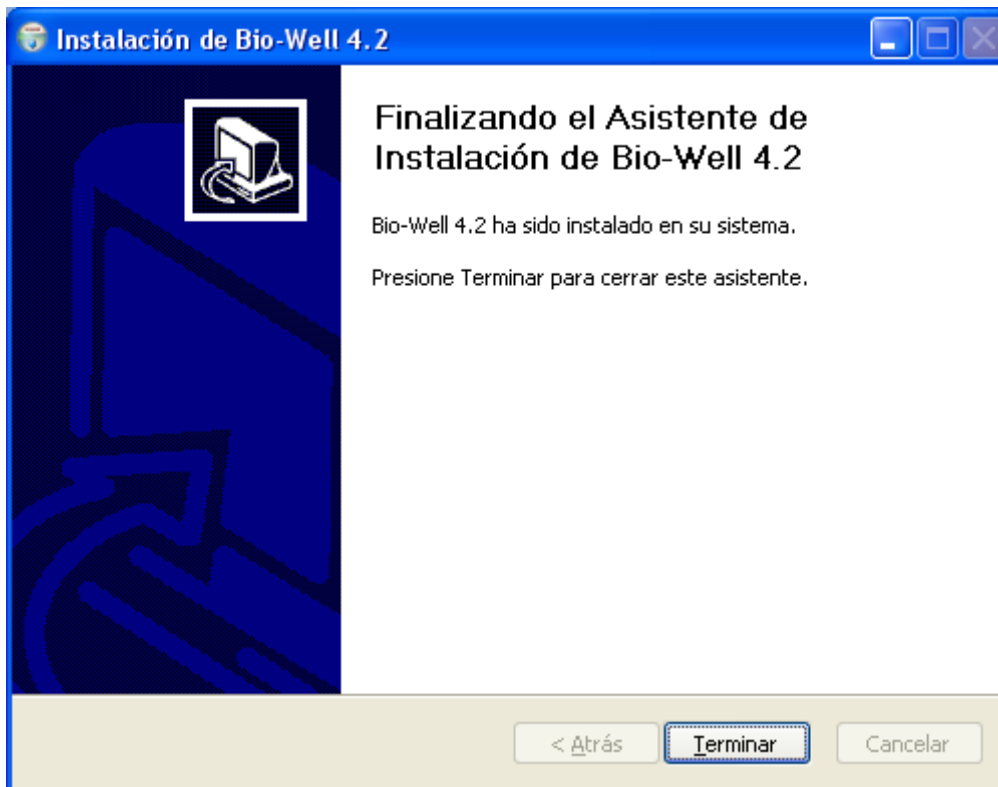 Instalación de Bio-Well 4.2
Finalizando el Asistente de
Instalación de Bio-Well 4.2
Bio-Well 4.2 ha sido instalado en su sistema.
Presione Terminar para cerrar este asistente.
< Atrás
Terminar
Cancelar